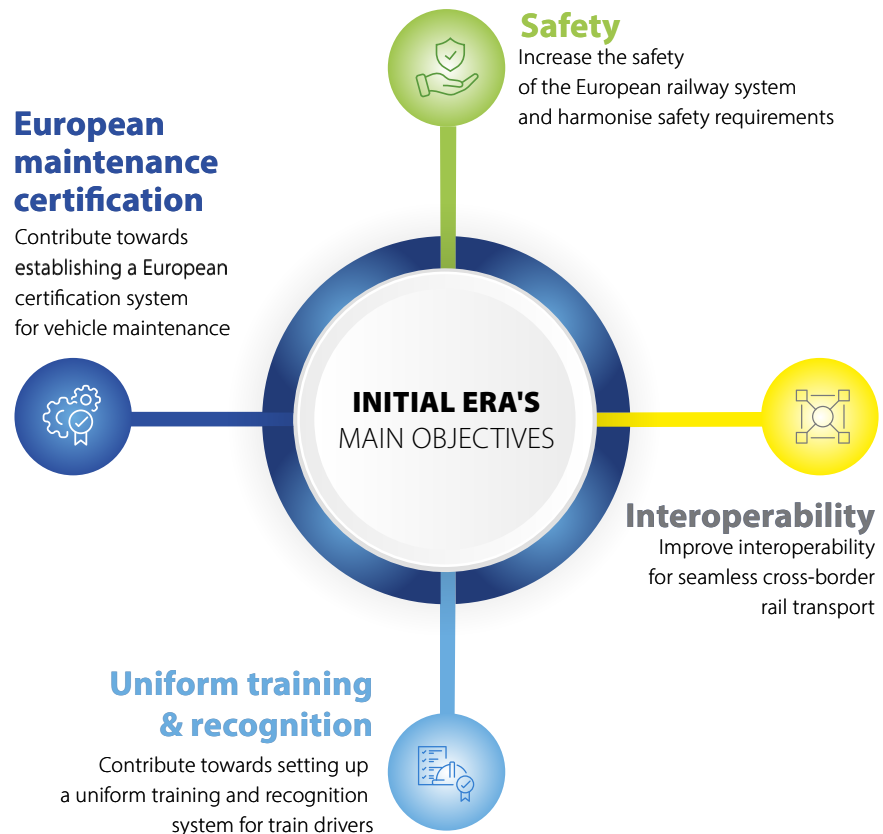 Safety
Increase the safety
of the European railway system
and harmonise safety requirements
European
maintenance
certification
Contribute towards
establishing a European
certification system
for vehicle maintenance
INITIAL ERA'S
MAIN OBJECTIVES
Interoperability
Improve interoperability
for seamless cross-border
rail transport
Uniform training
& recognition
Contribute towards setting up
a uniform training and recognition
system for train drivers